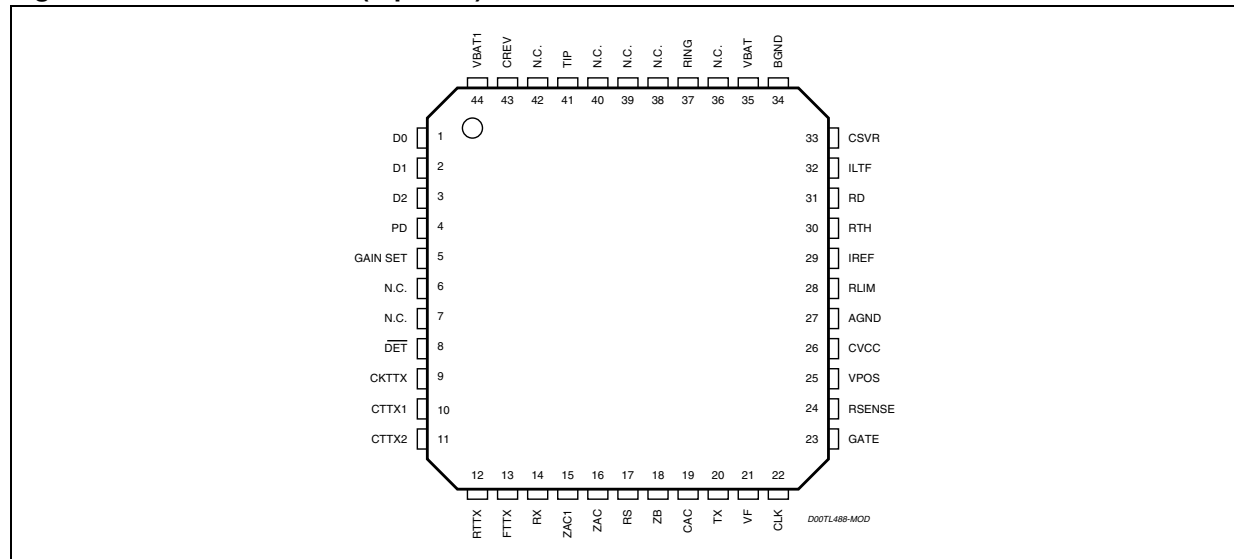 VBAT1 CREV N.C. TIP N.C. N.C. N.C. RING N.C. VBAT BGND
44 43 42 41 40 39 38 37 36 35 34
D0 1 33 CSVR
D1 2 32 ILTF
D2 3 31 RD
PD 4 30 RTH
GAIN SET 5 29 IREF
N.C. 6 28 RLIM
N.C. 7 27 AGND
DET 8 26 CVCC
CKTTX 9 25 VPOS
CTTX1 10 24 RSENSE
CTTX2 11 23 GATE
12 13 14 15 16 17 18 19 20 21 22
RTTX FTTX RX ZAC1 ZAC RS ZB CAC TX VF CLK
D00TL488-MOD